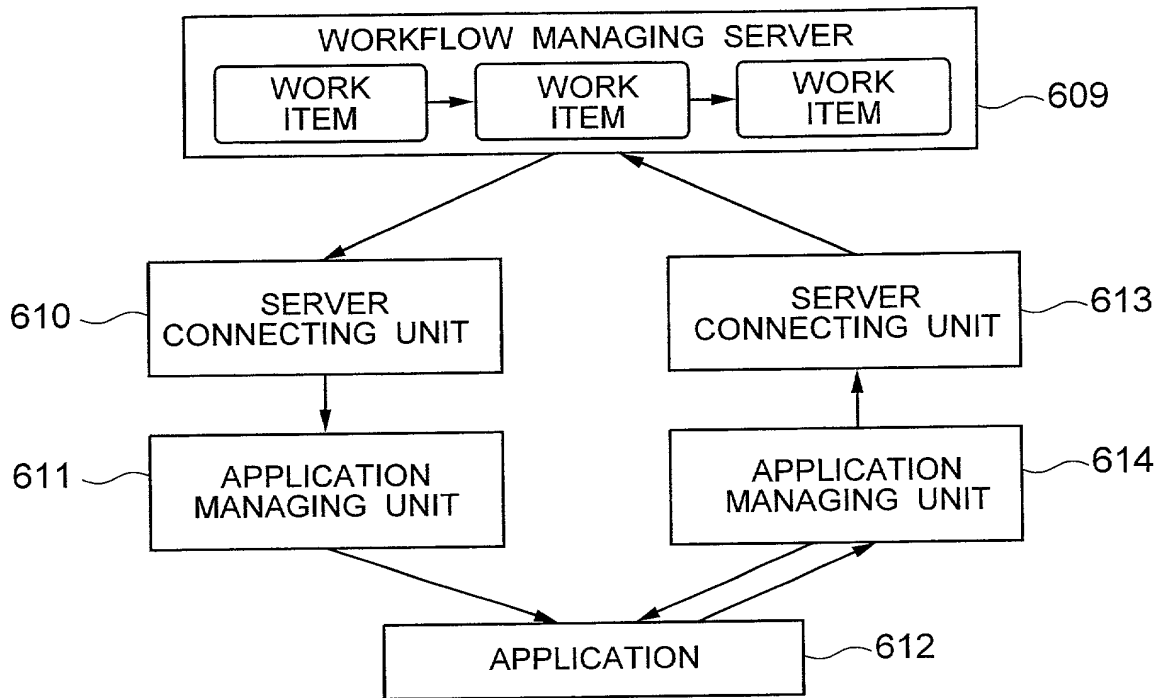 WORKFLOW MANAGING SERVER
WORK
ITEM
WORK
ITEM
WORK
ITEM
609
610
SERVER
CONNECTING UNIT
SERVER
CONNECTING UNIT
613
611
APPLICATION
MANAGING UNIT
APPLICATION
MANAGING UNIT
614
APPLICATION
612